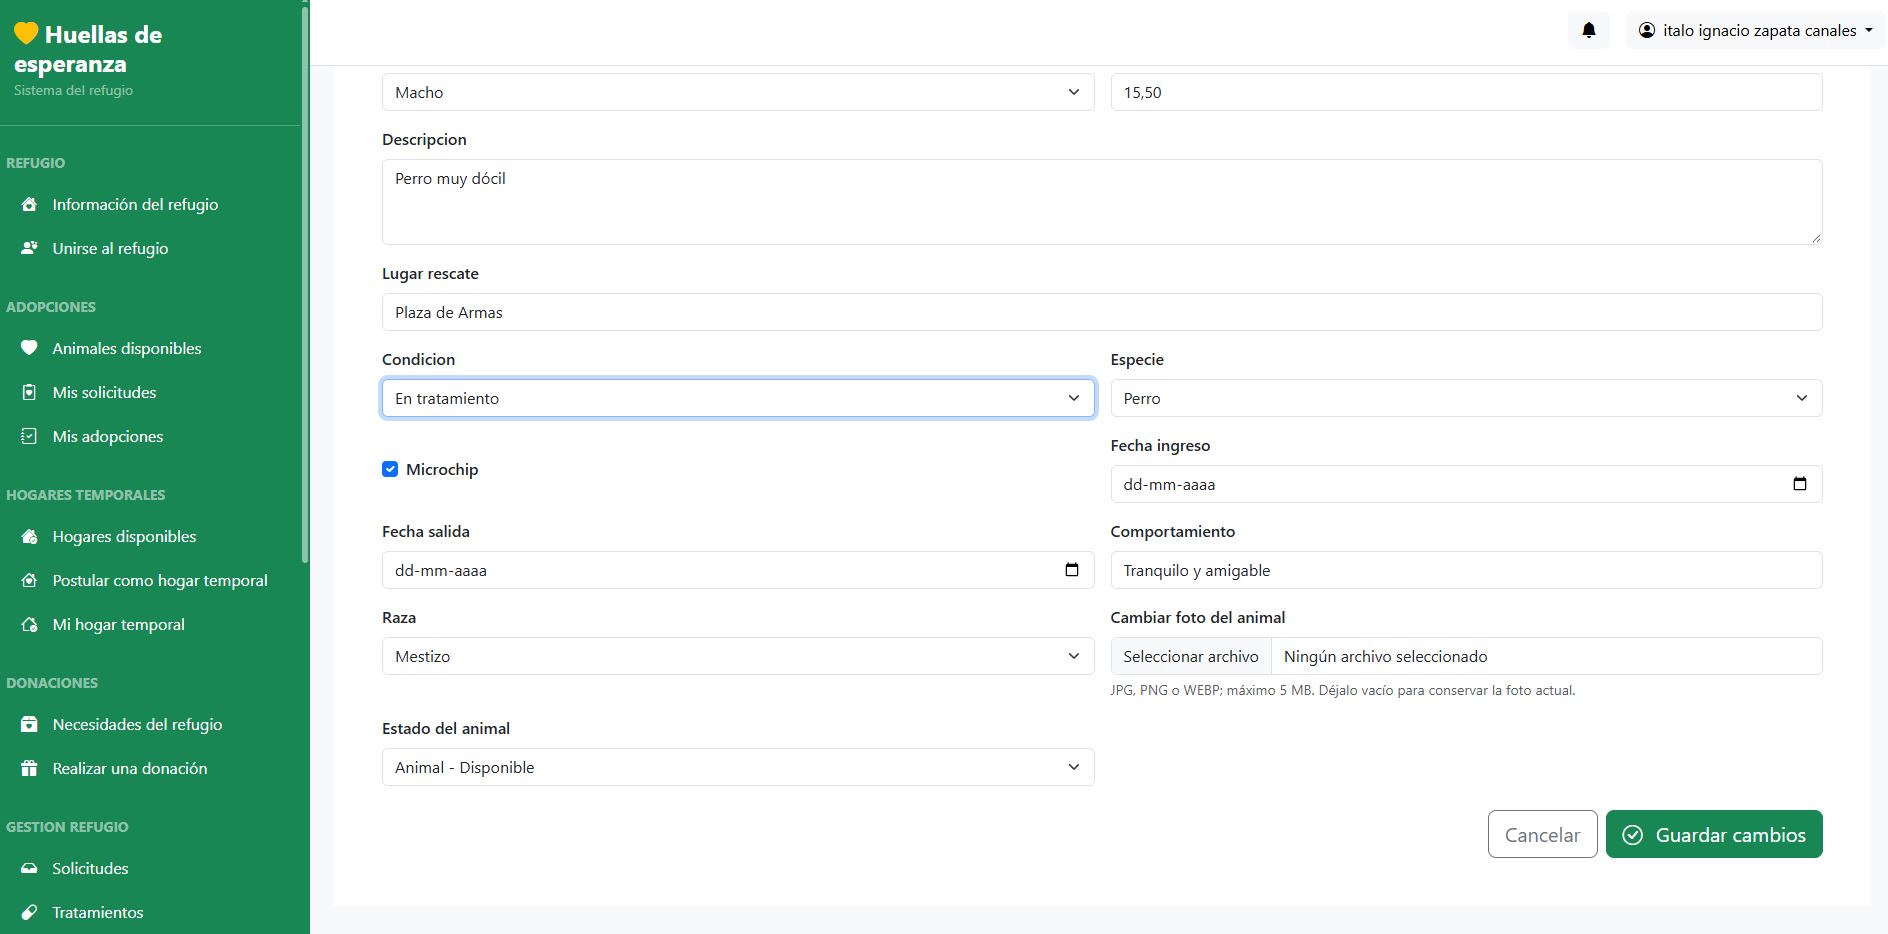 Huellas de
esperanza
Sistema del refugio
REFUGIO
Información del refugio
Unirse al refugio
ADOPCIONES
Animales disponibles
Mis solicitudes
Mis adopciones
HOGARES TEMPORALES
Hogares disponibles
Postular como hogar temporal
Mi hogar temporal
DONACIONES
Necesidades del refugio
Realizar una donación
GESTION REFUGIO
Solicitudes
Tratamientos
italo ignacio zapata canales
Macho
15,50
Descripcion
Perro muy dócil
Lugar rescate
Plaza de Armas
Condicion
En tratamiento
Especie
Perro
Microchip
Fecha ingreso
dd-mm-aaaa
Fecha salida
dd-mm-aaaa
Comportamiento
Tranquilo y amigable
Raza
Mestizo
Cambiar foto del animal
Seleccionar archivo Ningún archivo seleccionado
JPG, PNG o WEBP; máximo 5 MB. Déjalo vacío para conservar la foto actual.
Estado del animal
Animal - Disponible
Cancelar
Guardar cambios